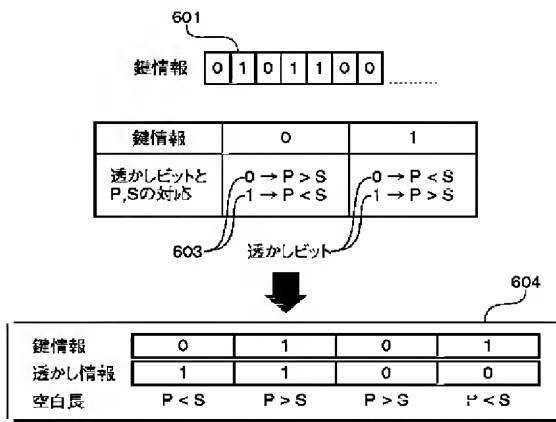 601
鍵情報 0 1 0 1 1 0 0
鍵情報 0 1
透かしビットと 0 → P > S 0 → P < S
P,Sの対応 1 → P < S 1 → P > S
603 透かしビット
604
鍵情報 0 1 0 1
透かし情報 1 1 0 0
空白長 P < S P > S P > S P < S